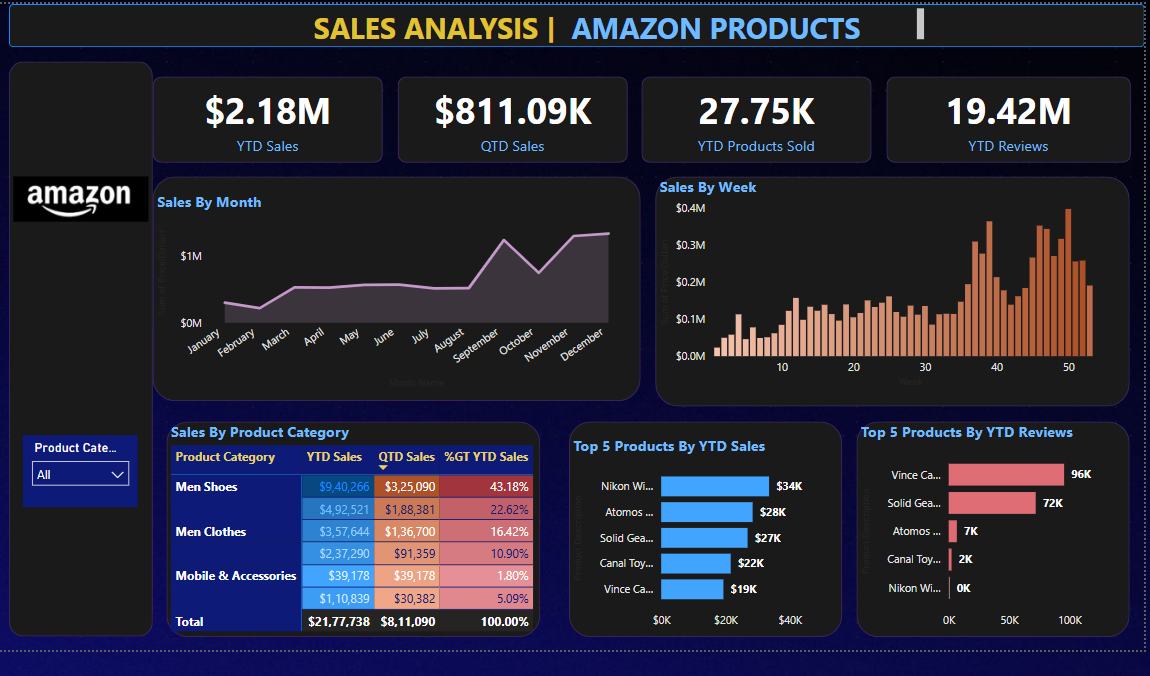 SALES ANALYSIS | AMAZON PRODUCTS
$2.18M
YTD Sales
$811.09K
QTD Sales
27.75K
YTD Products Sold
19.42M
YTD Reviews
amazon
Product Cate...
All
Sales By Month
$1M
$0M
January
February
March
April
May
June
July
August
September
October
November
December
Month Name
Sales By Week
$0.4M
$0.3M
$0.2M
$0.1M
$0.0M
10 20 30 40 50
Week
Sales By Product Category
Product Category YTD Sales QTD Sales %GT YTD Sales
Men Shoes $9,40,266 $3,25,090 43.18%
$4,92,521 $1,88,381 22.62%
Men Clothes $3,57,644 $1,36,700 16.42%
$2,37,290 $91,359 10.90%
Mobile & Accessories $39,178 $39,178 1.80%
$1,10,839 $30,382 5.09%
Total $21,77,738 $8,11,090 100.00%
Top 5 Products By YTD Sales
Nikon Wi... $34K
Atomos ... $28K
Solid Gea... $27K
Canal Toy... $22K
Vince Ca... $19K
$0K $20K $40K
Top 5 Products By YTD Reviews
Vince Ca... 96K
Solid Gea... 72K
Atomos ... 7K
Canal Toy... 2K
Nikon Wi... 0K
0K 50K 100K